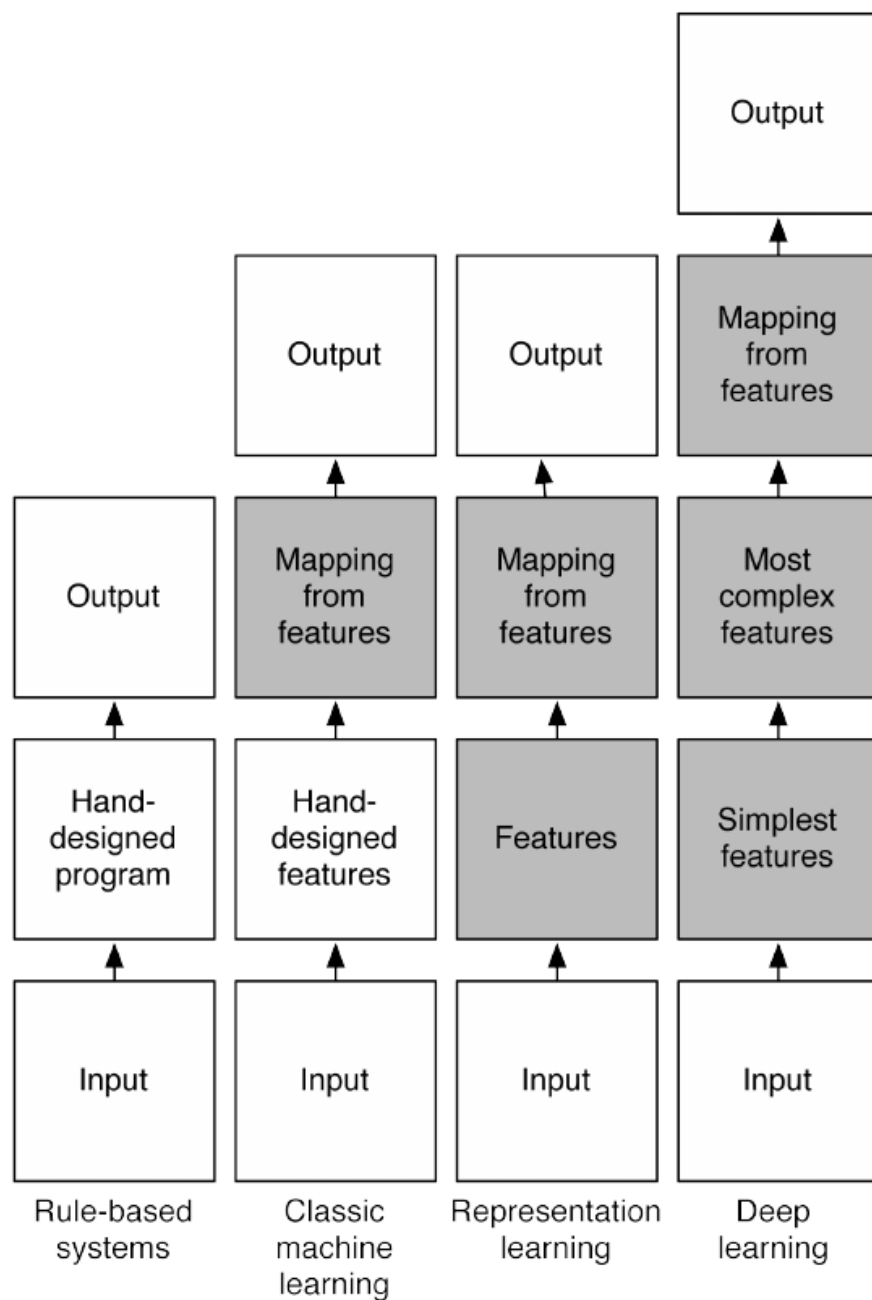 Output
Output
Output
Mapping
from
features
Output
Mapping
from
features
Mapping
from
features
Most
complex
features
Hand-
designed
program
Hand-
designed
features
Features
Simplest
features
Input
Input
Input
Input
Rule-based
systems
Classic
machine
learning
Representation
learning
Deep
learning